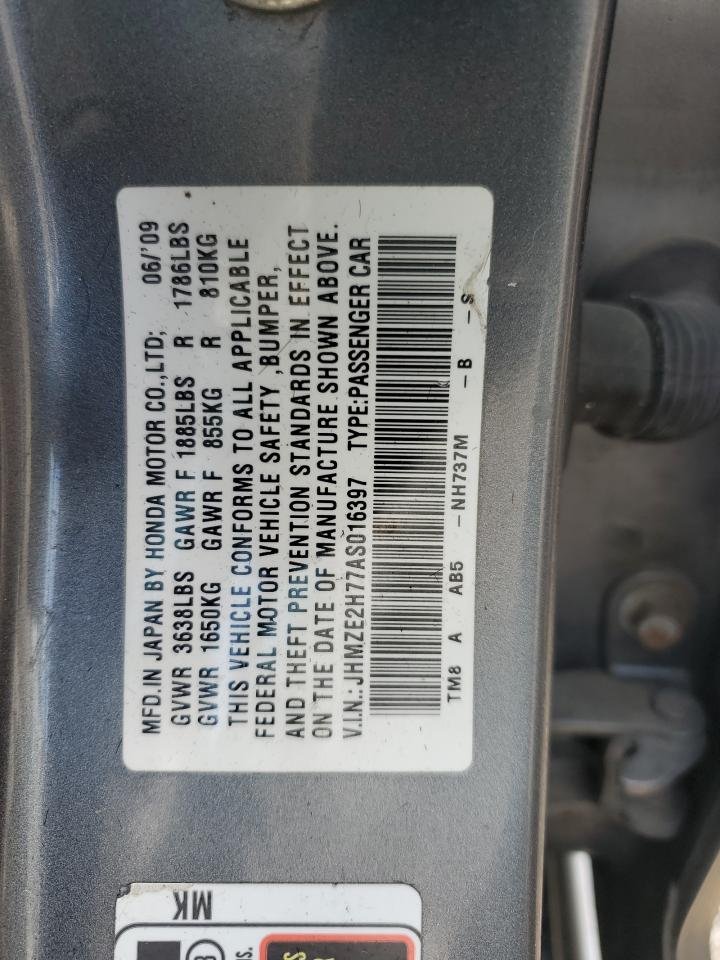 MFD.IN JAPAN BY HONDA MOTOR CO.,LTD; 06/'09
GVWR 3638LBS GAWR F 1885LBS R 1786LBS
GVWR 1650KG GAWR F 855KG R 810KG
THIS VEHICLE CONFORMS TO ALL APPLICABLE
FEDERAL MOTOR VEHICLE SAFETY ,BUMPER,
AND THEFT PREVENTION STANDARDS IN EFFECT
ON THE DATE OF MANUFACTURE SHOWN ABOVE.
V.I.N.: JHMZE2H77AS016397 TYPE:PASSENGER CAR
TM8 A AB5 -NH737M -B -S
MK